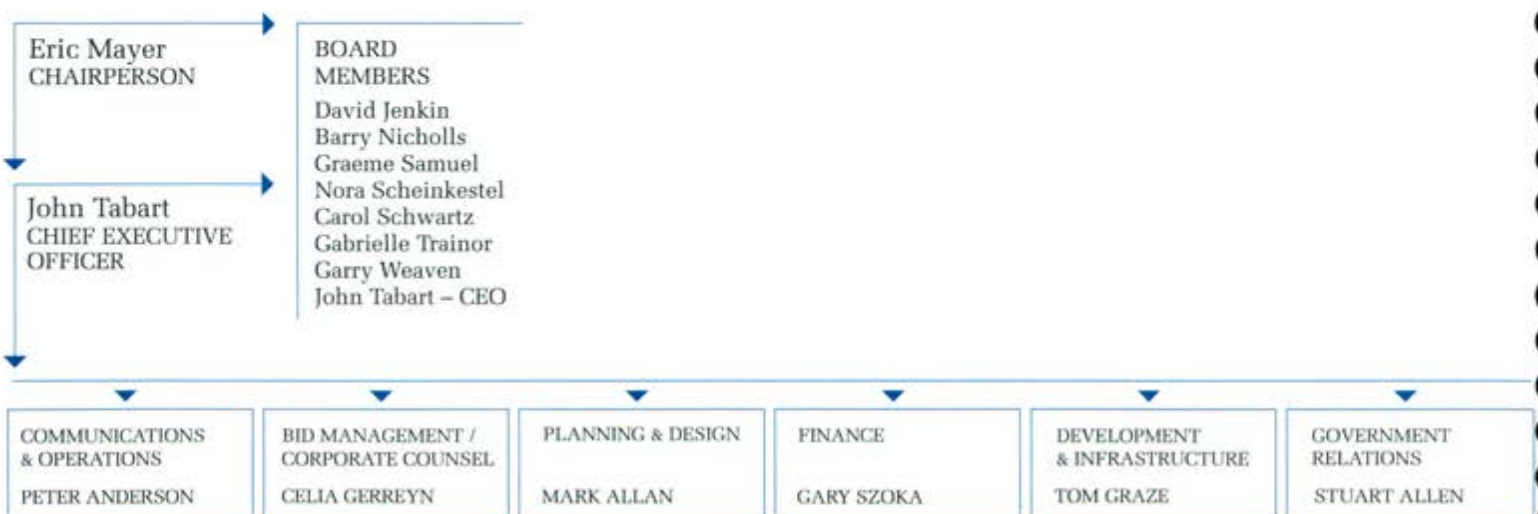 Eric Mayer
CHAIRPERSON
BOARD
MEMBERS
David Jenkin
Barry Nicholls
Graeme Samuel
Nora Scheinkestel
Carol Schwartz
Gabrielle Trainor
Garry Weaven
John Tabart – CEO
John Tabart
CHIEF EXECUTIVE
OFFICER
COMMUNICATIONS
& OPERATIONS
PETER ANDERSON
BID MANAGEMENT /
CORPORATE COUNSEL
CELIA GERREYN
PLANNING & DESIGN
MARK ALLAN
FINANCE
GARY SZOKA
DEVELOPMENT
& INFRASTRUCTURE
TOM GRAZE
GOVERNMENT
RELATIONS
STUART ALLEN